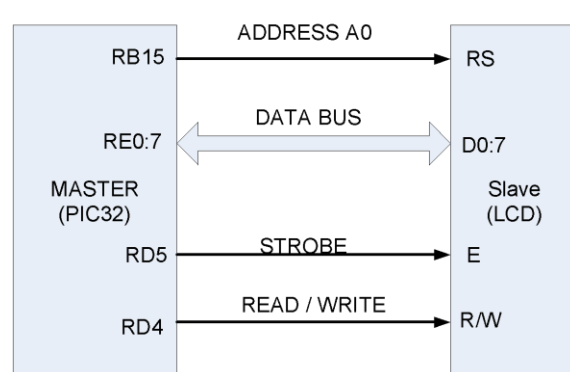 ADDRESS A0
RB15
RS
DATA BUS
RE0:7
D0:7
MASTER
(PIC32)
Slave
(LCD)
STROBE
RD5
E
READ / WRITE
RD4
R/W